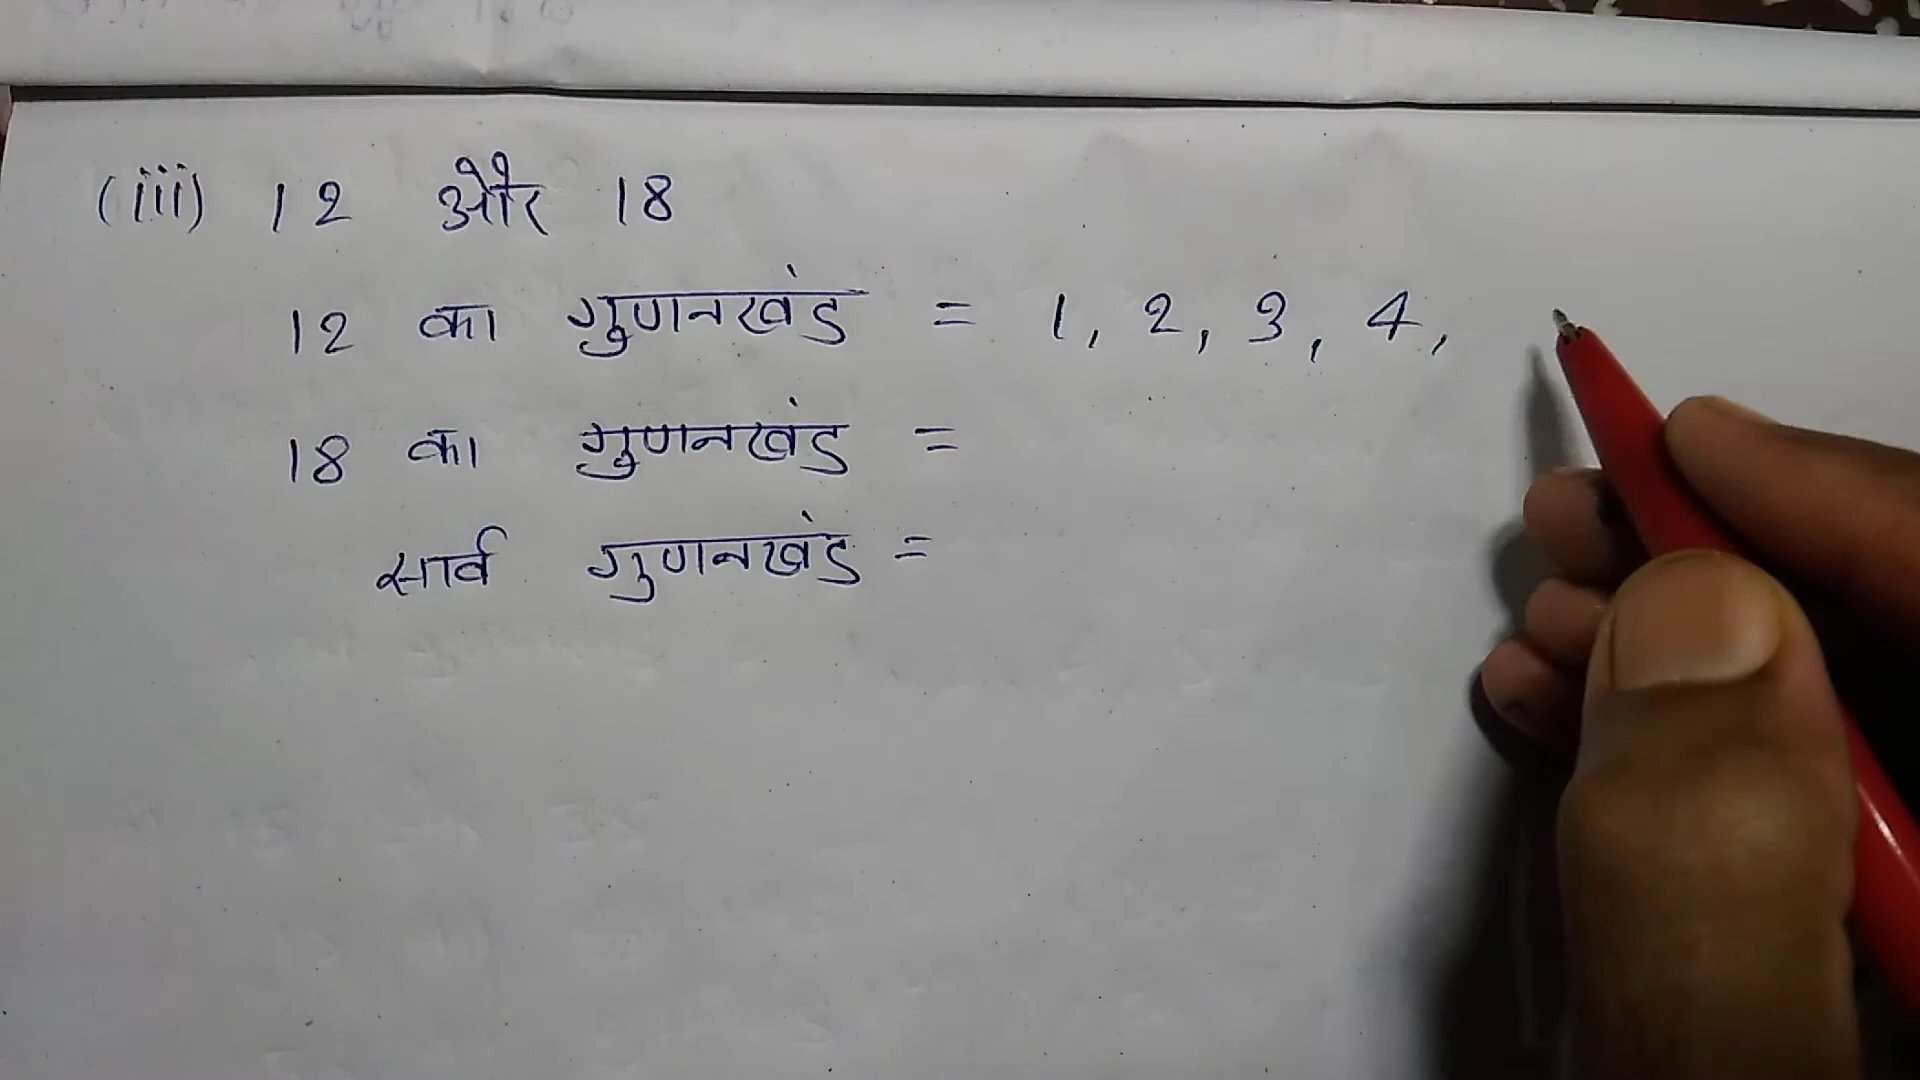 (iii) 12 और 18
12 का गुणनखंड = 1, 2, 3, 4,
18 का गुणनखंड =
सार्व गुणनखंड =